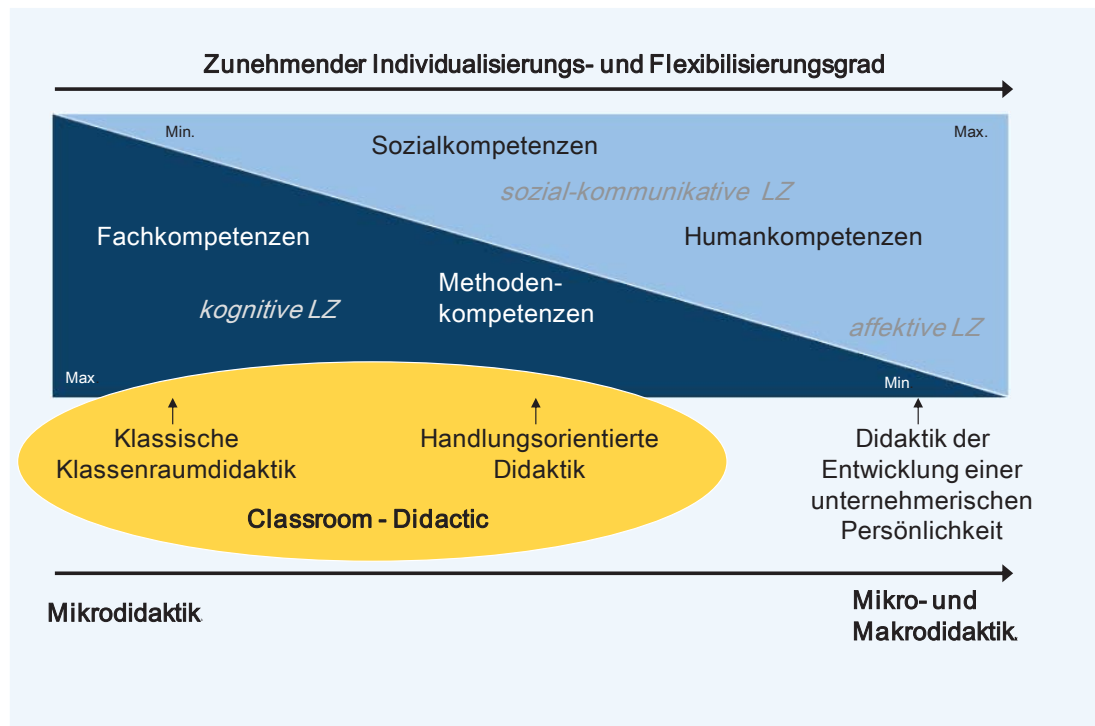 Zunehmender Individualisierungs- und Flexibilisierungsgrad
Min.
Max.
Sozialkompetenzen
sozial-kommunikative LZ
Fachkompetenzen
Humankompetenzen
Methoden-
kompetenzen
kognitive LZ
affektive LZ
Max
Min
Klassische
Klassenraumdidaktik
Handlungsorientierte
Didaktik
Didaktik der
Entwicklung einer
unternehmerischen
Persönlichkeit
Classroom - Didactic
Mikrodidaktik
Mikro- und
Makrodidaktik.